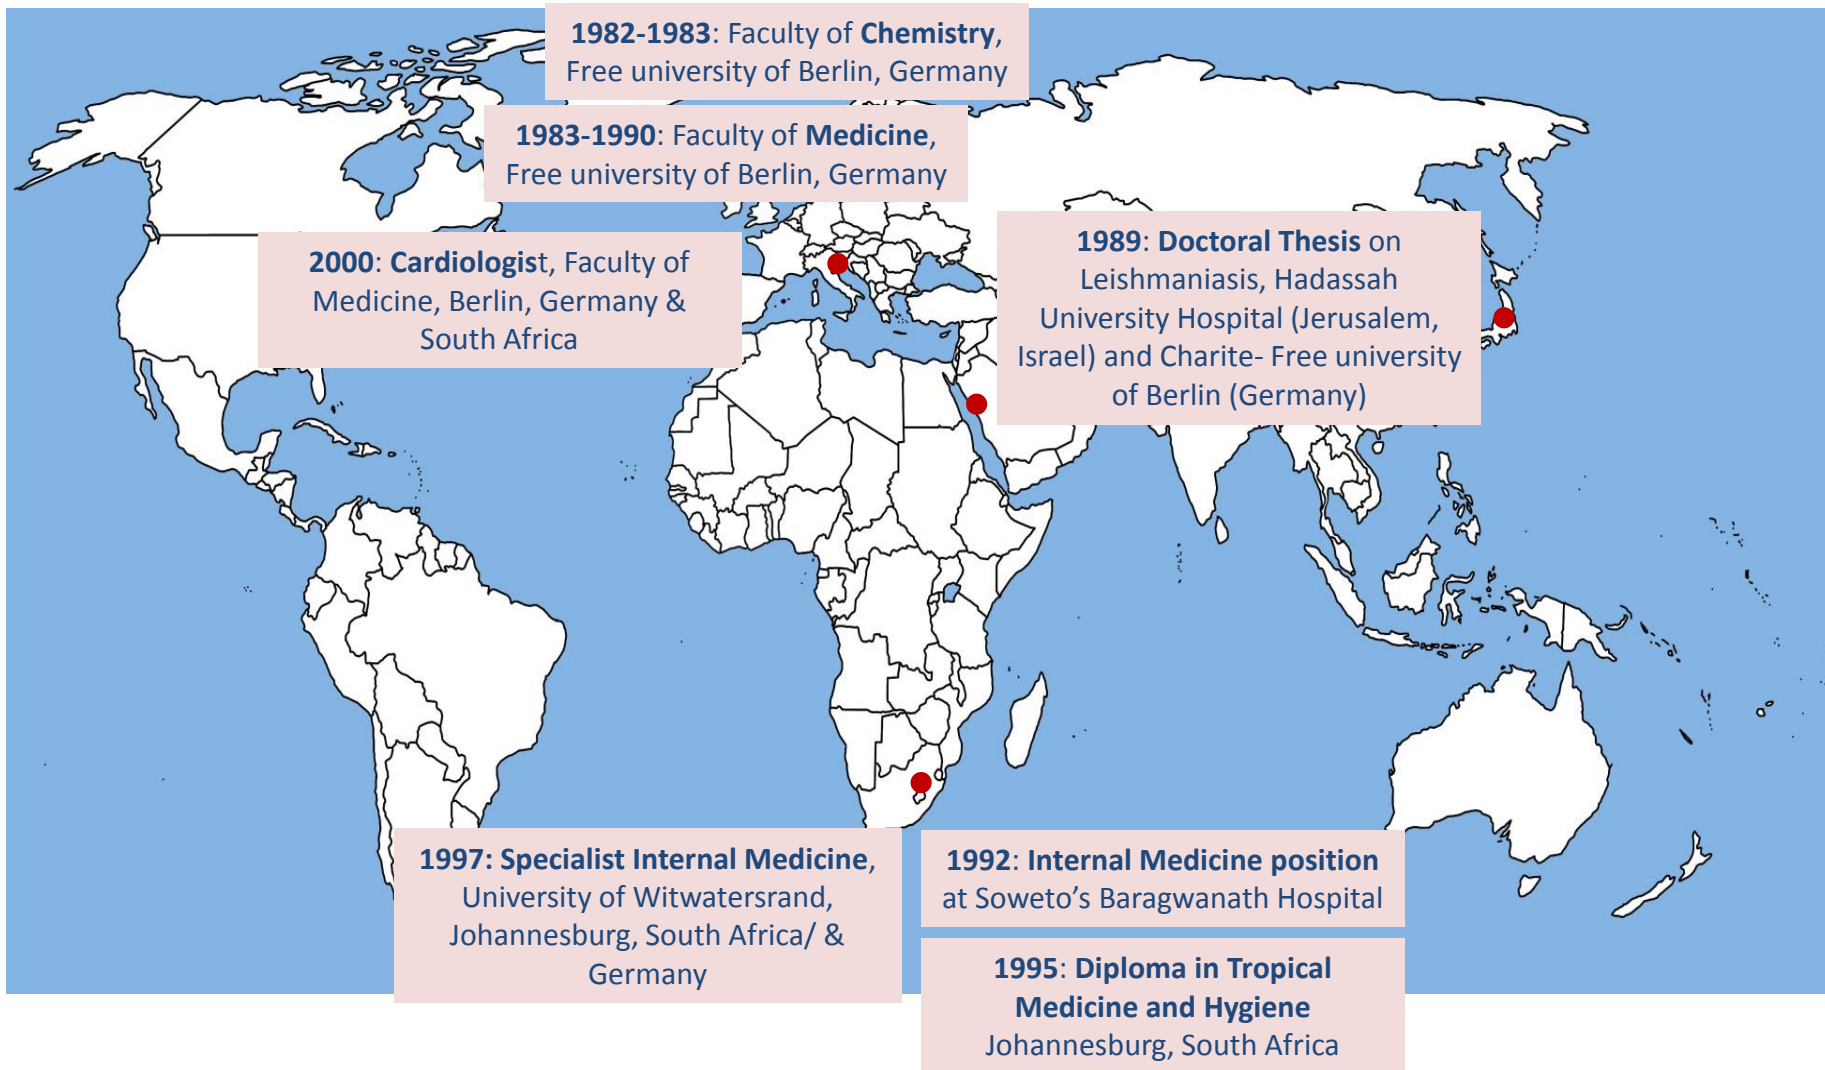 1982-1983: Faculty of Chemistry,
Free university of Berlin, Germany
1983-1990: Faculty of Medicine,
Free university of Berlin, Germany
2000: Cardiologist, Faculty of
Medicine, Berlin, Germany &
South Africa
1989: Doctoral Thesis on
Leishmaniasis, Hadassah
University Hospital (Jerusalem,
Israel) and Charite- Free university
of Berlin (Germany)
1997: Specialist Internal Medicine,
University of Witwatersrand,
Johannesburg, South Africa/ &
Germany
1992: Internal Medicine position
at Soweto’s Baragwanath Hospital
1995: Diploma in Tropical
Medicine and Hygiene
Johannesburg, South Africa